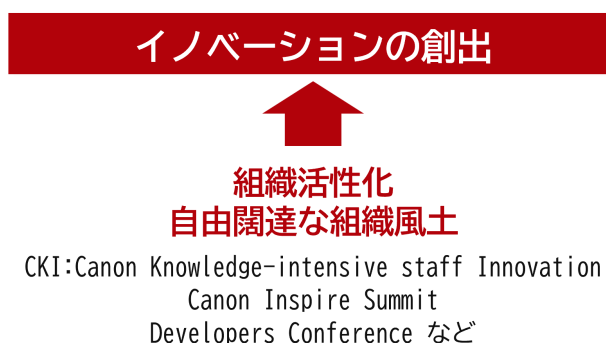 イノベーションの創出
組織活性化
自由闊達な組織風土
CKI:Canon Knowledge-intensive staff Innovation
Canon Inspire Summit
Developers Conference など